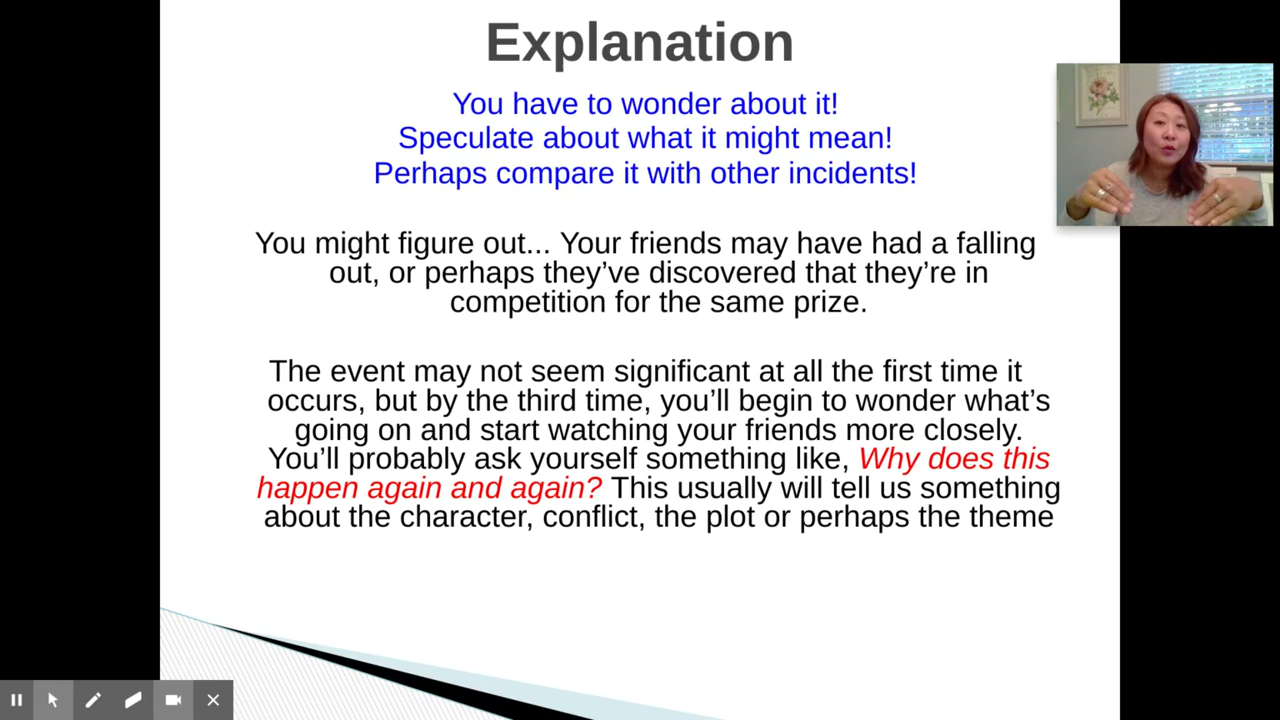 Explanation
You have to wonder about it!
Speculate about what it might mean!
Perhaps compare it with other incidents!
You might figure out... Your friends may have had a falling
out, or perhaps they’ve discovered that they’re in
competition for the same prize.
The event may not seem significant at all the first time it
occurs, but by the third time, you’ll begin to wonder what’s
going on and start watching your friends more closely.
You’ll probably ask yourself something like, Why does this
happen again and again? This usually will tell us something
about the character, conflict, the plot or perhaps the theme